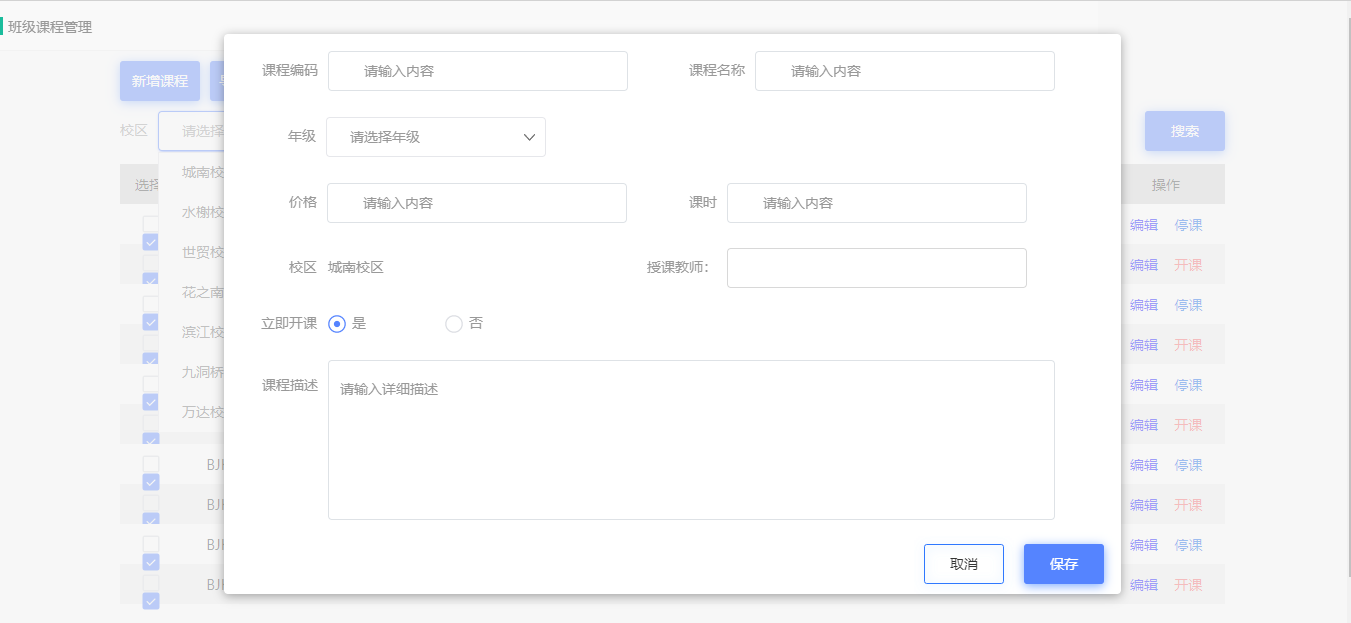 班级课程管理
新增课程
校区 请选择
搜索
选择
操作
城南校
水榭校
世贸校
花之南
滨江校
九洞桥
万达校
BJ
BJ
BJ
BJ
编辑 停课
编辑 开课
编辑 停课
编辑 开课
编辑 停课
编辑 开课
编辑 停课
编辑 开课
编辑 停课
编辑 开课
课程编码 请输入内容 课程名称 请输入内容
年级 请选择年级
价格 请输入内容 课时 请输入内容
校区 城南校区 授课教师：
立即开课 是 否
课程描述 请输入详细描述
取消 保存